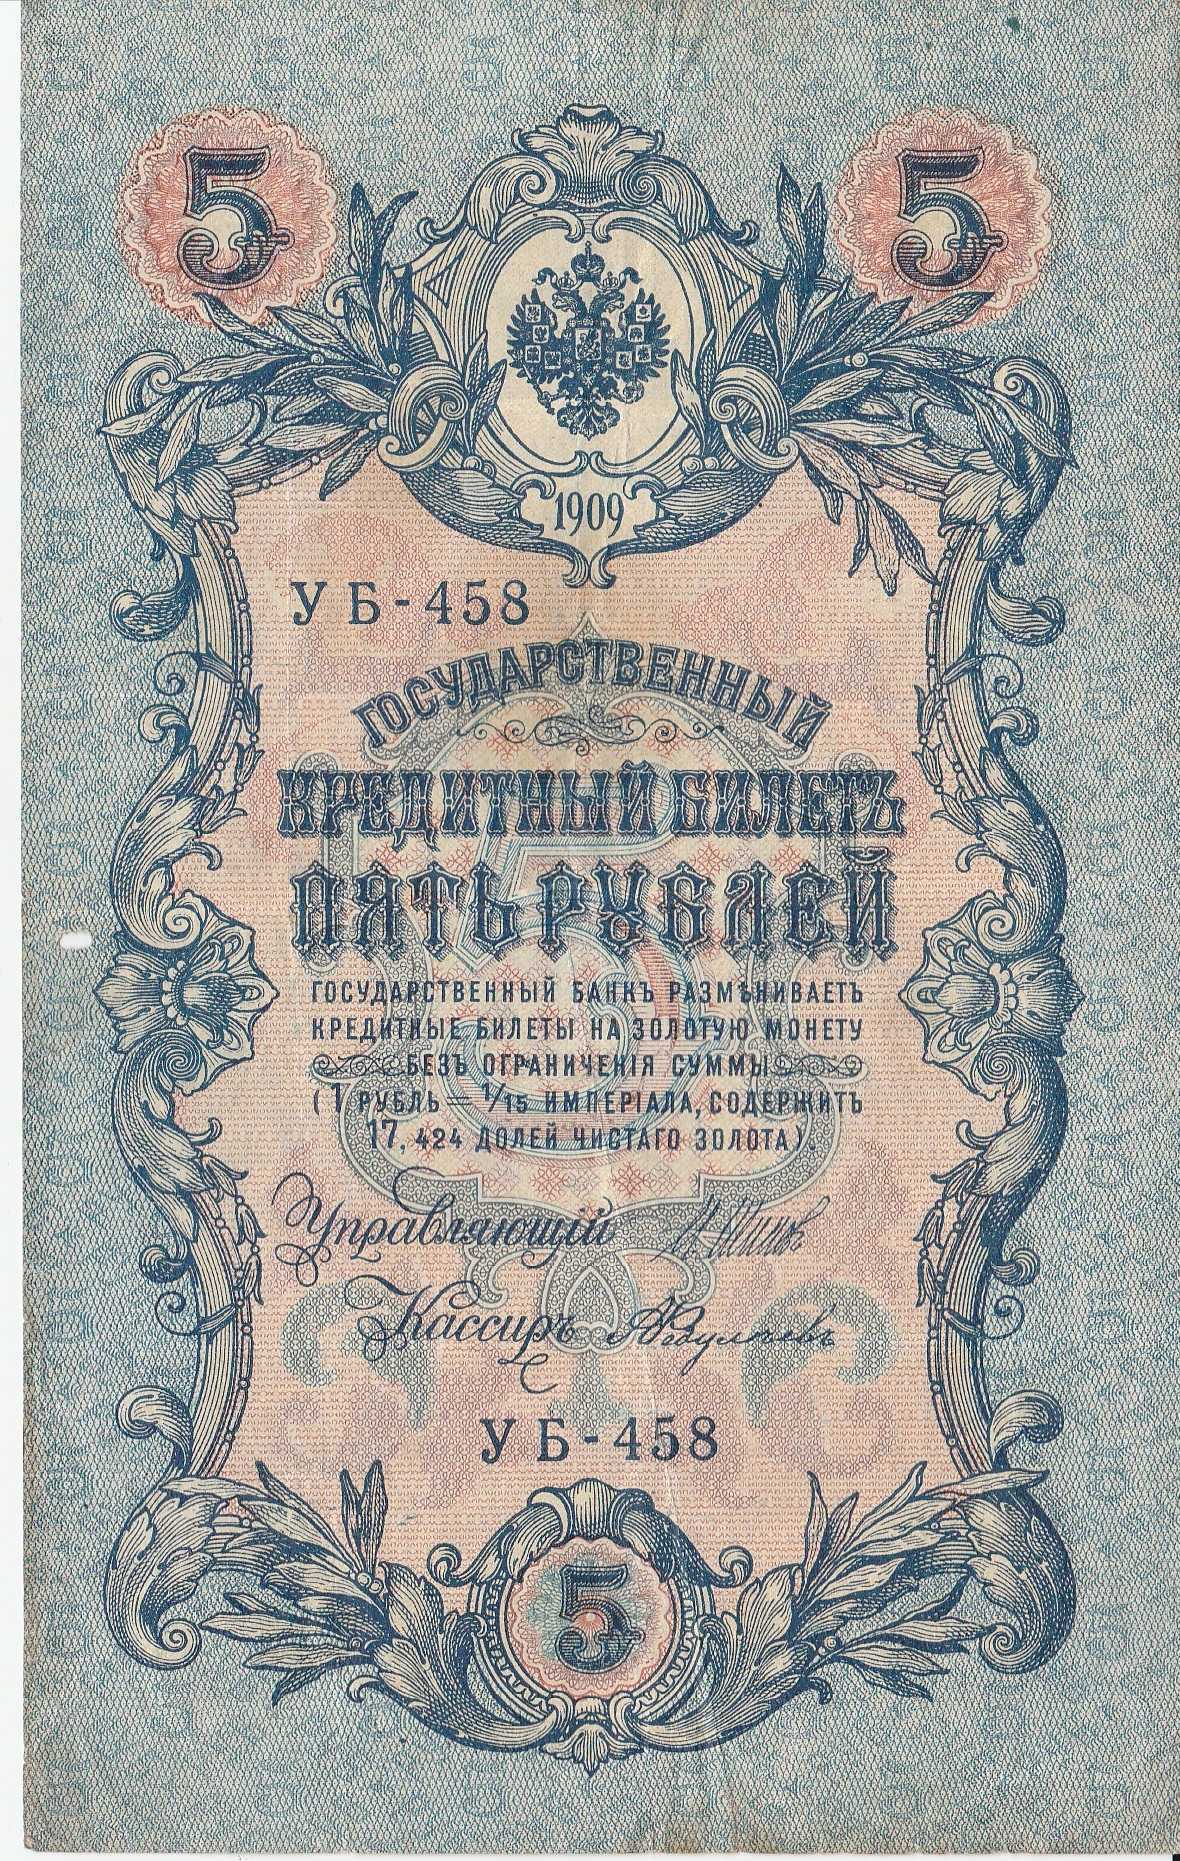 5 5
1909
УБ-458
ГОСУДАРСТВЕННЫЙ
КРЕДИТНЫЙ БИЛЕТЪ
ПЯТЬ РУБЛЕЙ
ГОСУДАРСТВЕННЫЙ БАНКЪ РАЗМѢНИВАЕТЪ
КРЕДИТНЫЕ БИЛЕТЫ НА ЗОЛОТУЮ МОНЕТУ
БЕЗЪ ОГРАНИЧЕНІЯ СУММЫ
(1 РУБЛЬ = 1/15 ИМПЕРІАЛА, СОДЕРЖИТЪ
17,424 ДОЛЕЙ ЧИСТАГО ЗОЛОТА).
Управляющій
Кассиръ
УБ-458
5